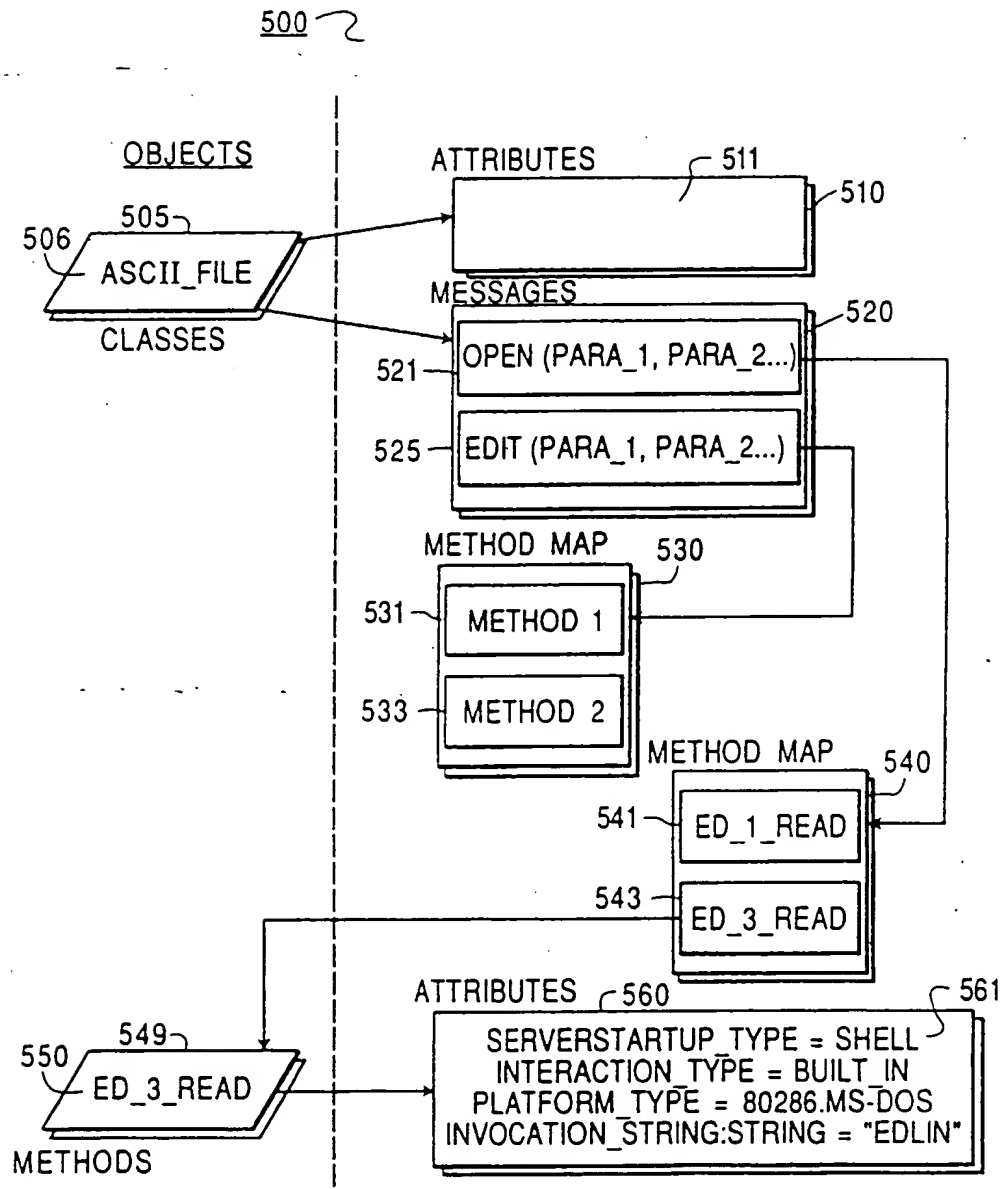 500
OBJECTS
ATTRIBUTES
511
510
505
506
ASCII_FILE
CLASSES
MESSAGES
520
521
OPEN (PARA_1, PARA_2...)
525
EDIT (PARA_1, PARA_2...)
METHOD MAP
530
531
METHOD 1
533
METHOD 2
METHOD MAP
540
541
ED_1_READ
543
ED_3_READ
549
550
ED_3_READ
METHODS
ATTRIBUTES
560
561
SERVERSTARTUP_TYPE = SHELL
INTERACTION_TYPE = BUILT_IN
PLATFORM_TYPE = 80286.MS-DOS
INVOCATION_STRING:STRING = "EDLIN"